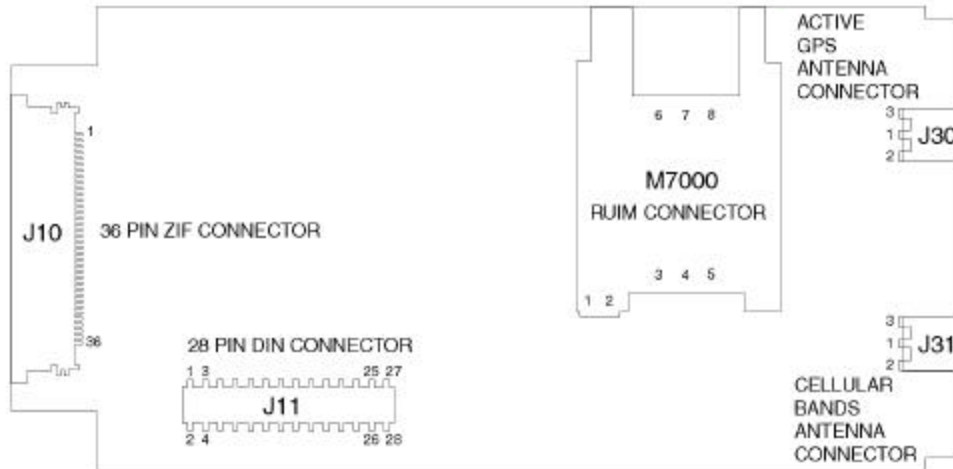 ACTIVE
GPS
ANTENNA
CONNECTOR
3
1
2
J30
6 7 8
M7000
RUIM CONNECTOR
3 4 5
1 2
1
J10
36 PIN ZIF CONNECTOR
36
28 PIN DIN CONNECTOR
1 3 25 27
J11
2 4 26 28
3
1
2
J31
CELLULAR
BANDS
ANTENNA
CONNECTOR